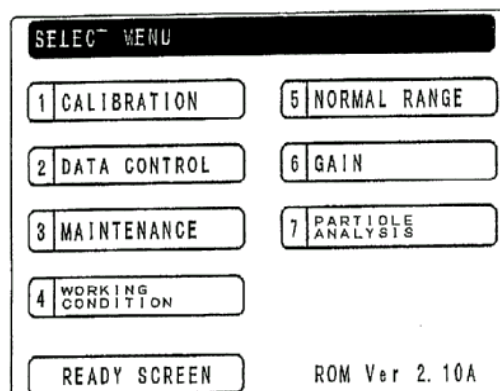 SELECT MENU
1 CALIBRATION
2 DATA CONTROL
3 MAINTENANCE
4 WORKING
CONDITION
5 NORMAL RANGE
6 GAIN
7 PARTICLE
ANALYSIS
READY SCREEN
ROM Ver 2.10A